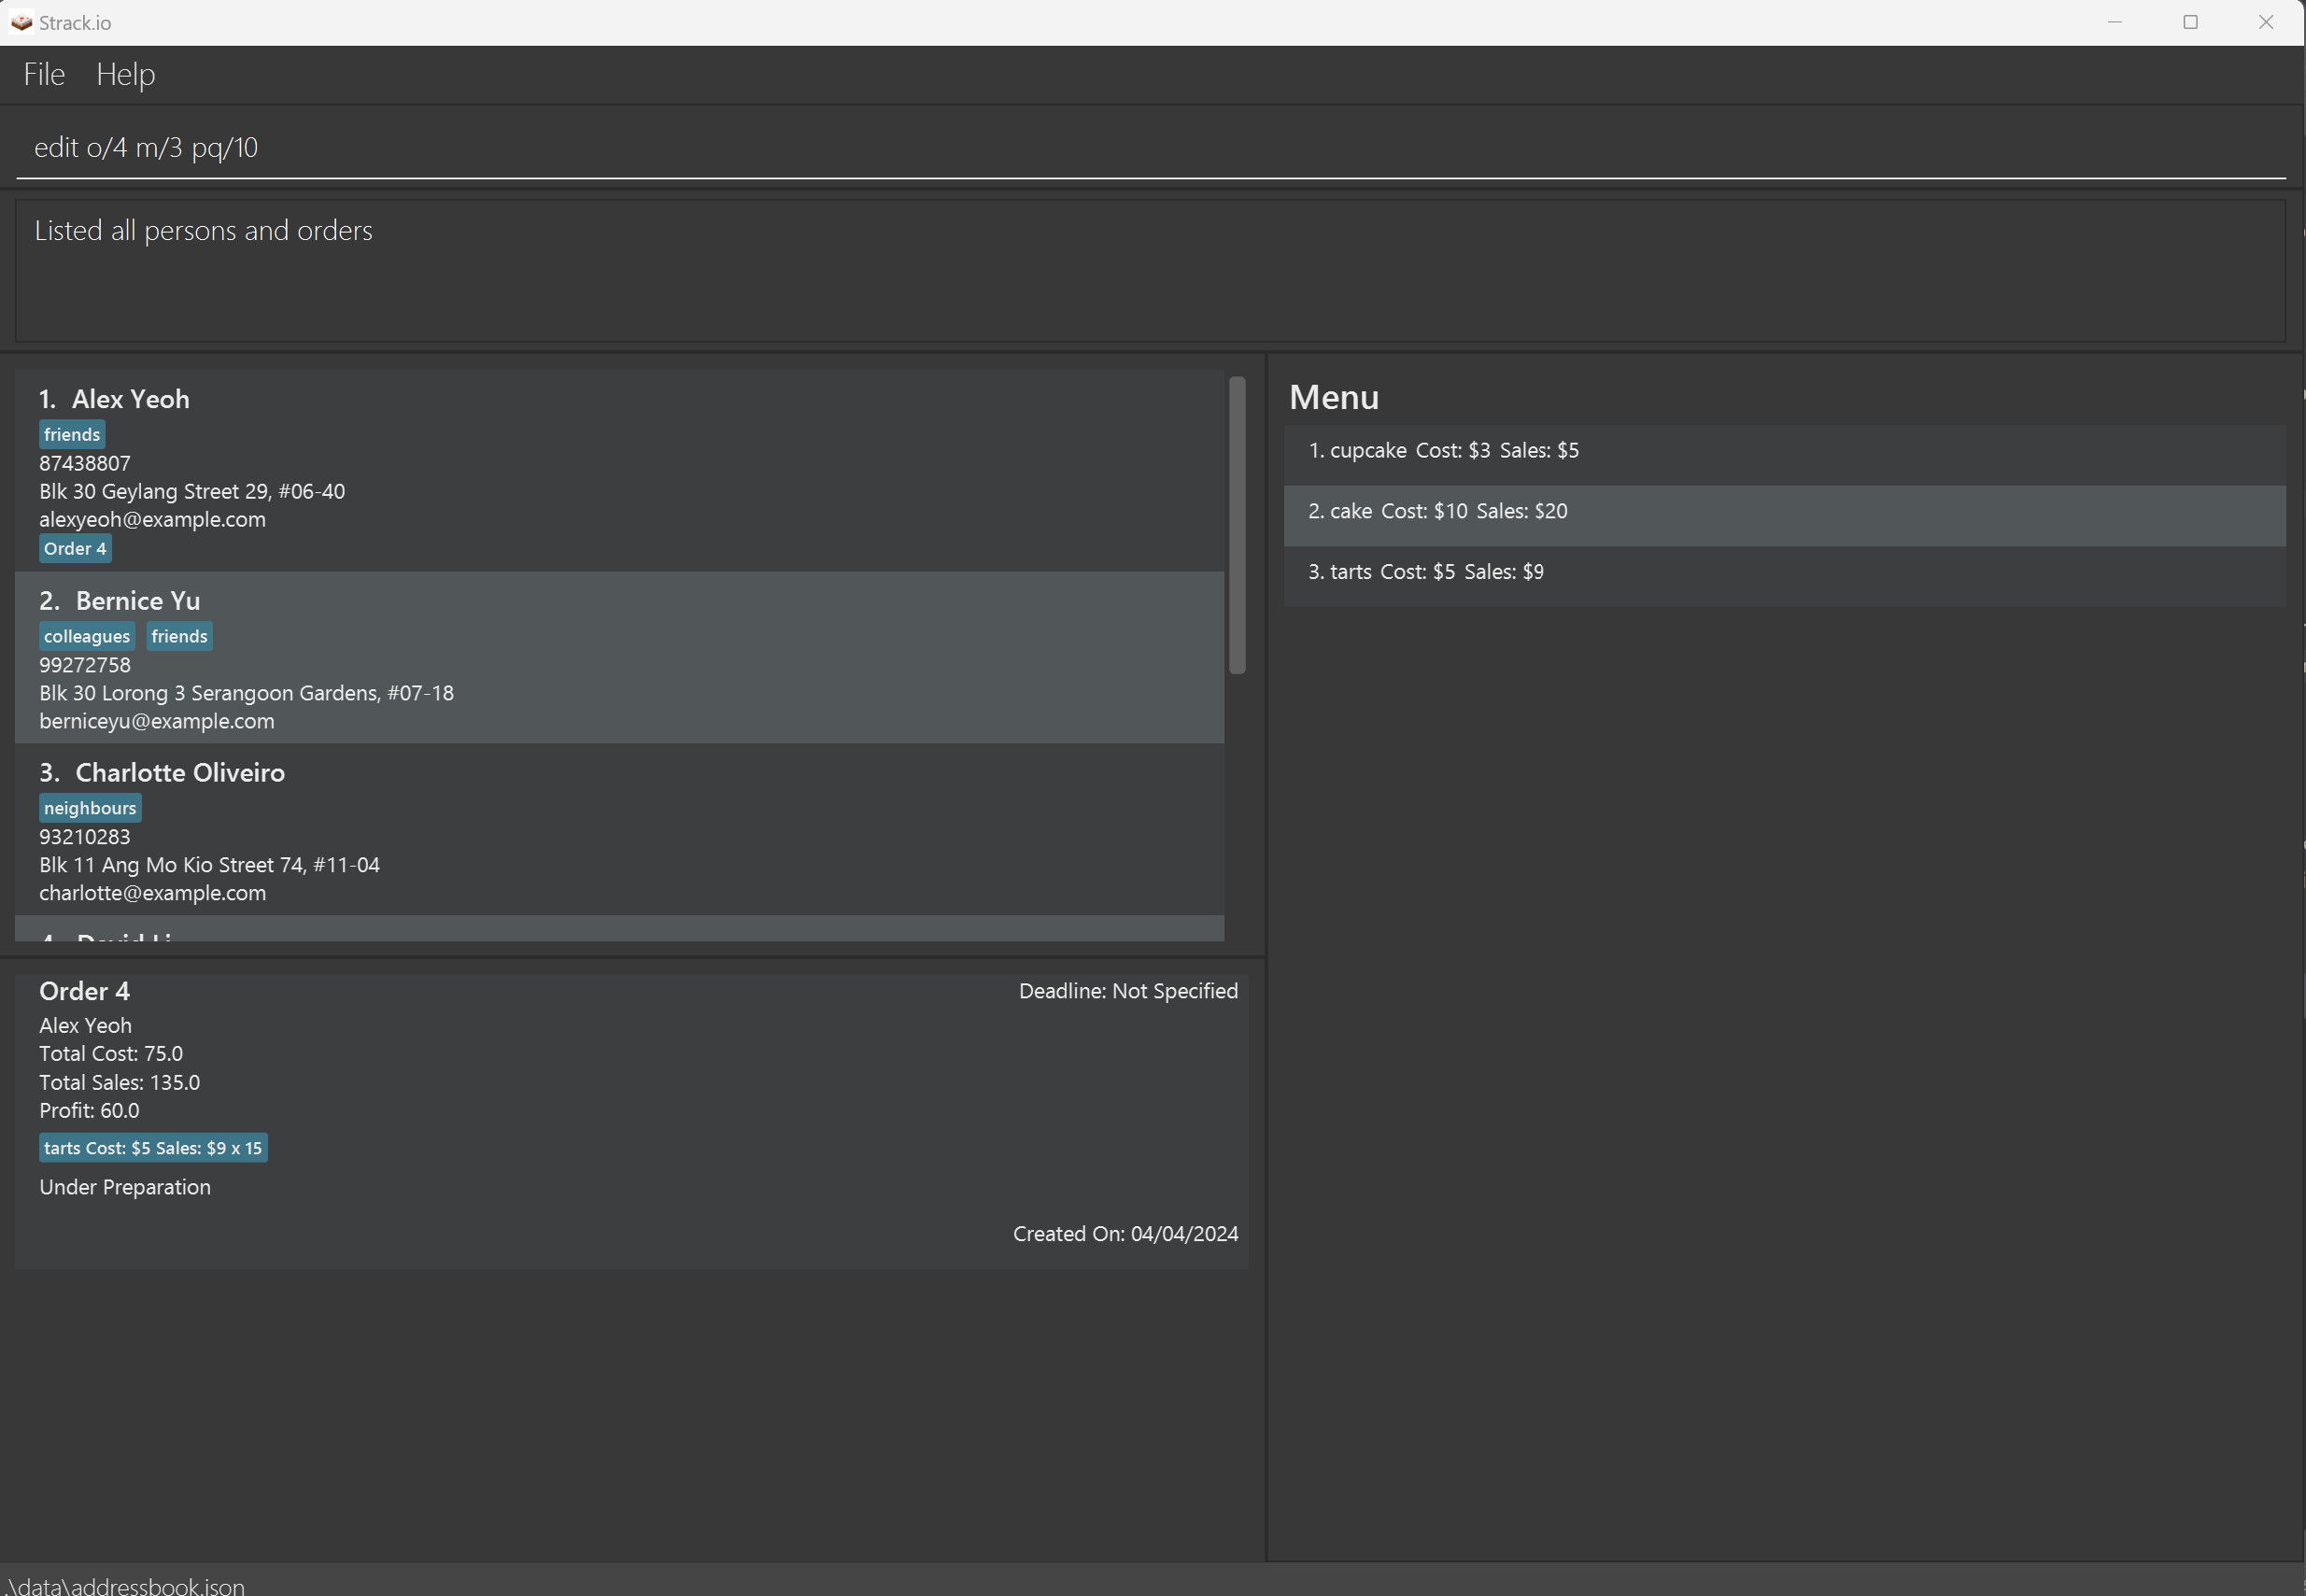 Strack.io
File Help
edit o/4 m/3 pq/10
Listed all persons and orders
1. Alex Yeoh
friends
87438807
Blk 30 Geylang Street 29, #06-40
alexyeoh@example.com
Order 4
2. Bernice Yu
colleagues friends
99272758
Blk 30 Lorong 3 Serangoon Gardens, #07-18
berniceyu@example.com
3. Charlotte Oliveiro
neighbours
93210283
Blk 11 Ang Mo Kio Street 74, #11-04
charlotte@example.com
4. David Li
Menu
1. cupcake Cost: $3 Sales: $5
2. cake Cost: $10 Sales: $20
3. tarts Cost: $5 Sales: $9
Order 4
Deadline: Not Specified
Alex Yeoh
Total Cost: 75.0
Total Sales: 135.0
Profit: 60.0
tarts Cost: $5 Sales: $9 x 15
Under Preparation
Created On: 04/04/2024
.\data\addressbook.json